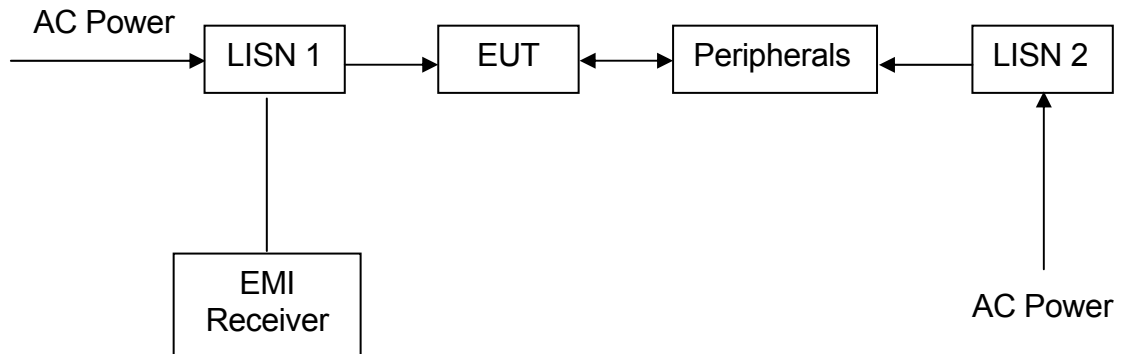 AC Power
LISN 1
EUT
Peripherals
LISN 2
EMI
Receiver
AC Power